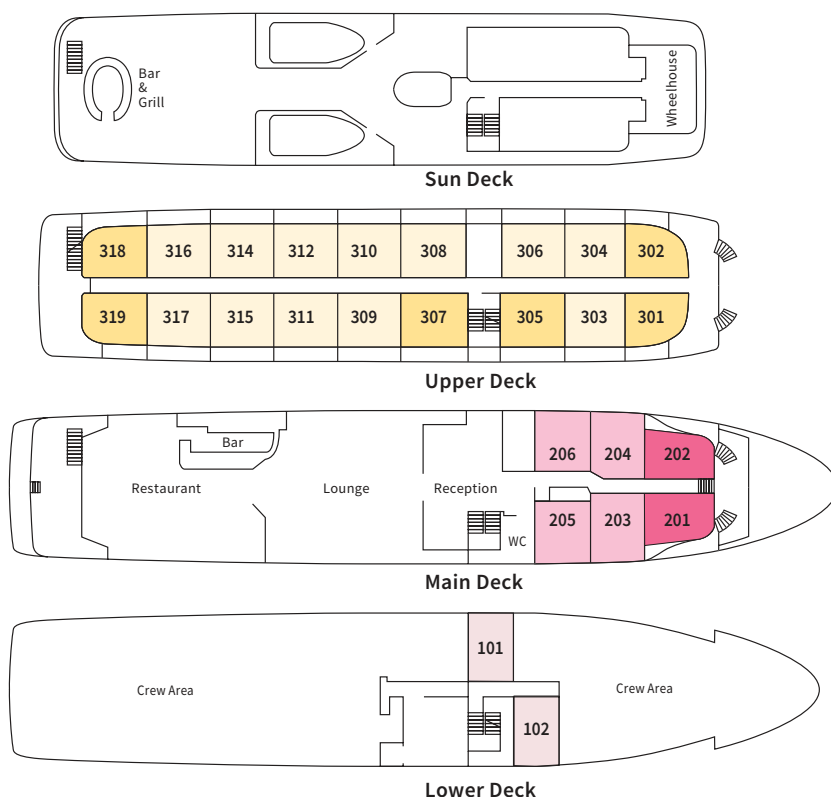 Bar
&
Grill
Wheelhouse
Sun Deck
318 316 314 312 310 308 306 304 302
319 317 315 311 309 307 305 303 301
Upper Deck
Bar
206 204 202
Restaurant Lounge Reception
205 203 201
WC
Main Deck
101
Crew Area Crew Area
102
Lower Deck